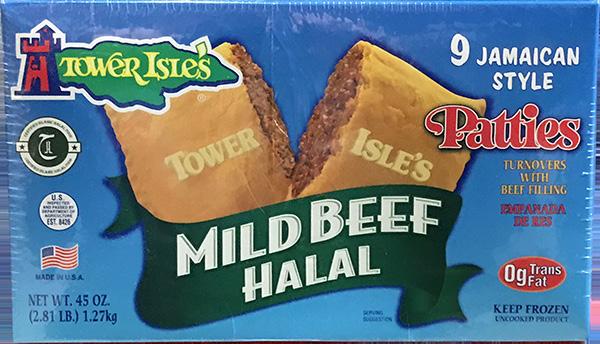 TOWER ISLE'S
®
9 JAMAICAN
STYLE
Patties
TURNOVERS
WITH
BEEF FILLING
EMPANADA
DE RES
0g Trans
Fat
KEEP FROZEN
UNCOOKED PRODUCT
TOWER
ISLE'S
MILD BEEF
HALAL
U.S.
INSPECTED
AND PASSED BY
DEPARTMENT OF
AGRICULTURE
EST. 8426
MADE IN U.S.A.
NET WT. 45 OZ.
(2.81 LB.) 1.27kg
SERVING
SUGGESTION